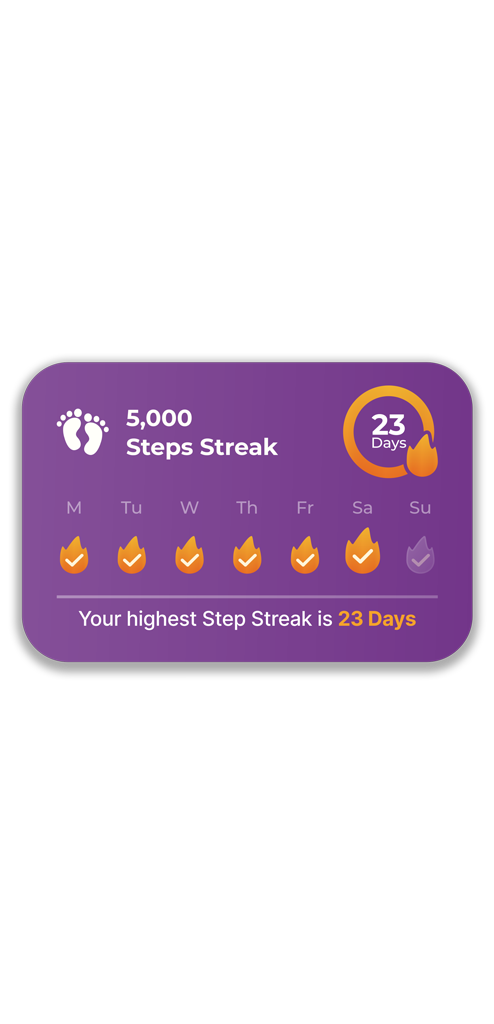 5,000
Steps Streak
23
Days
M Tu W Th Fr Sa Su
Your highest Step Streak is 23 Days